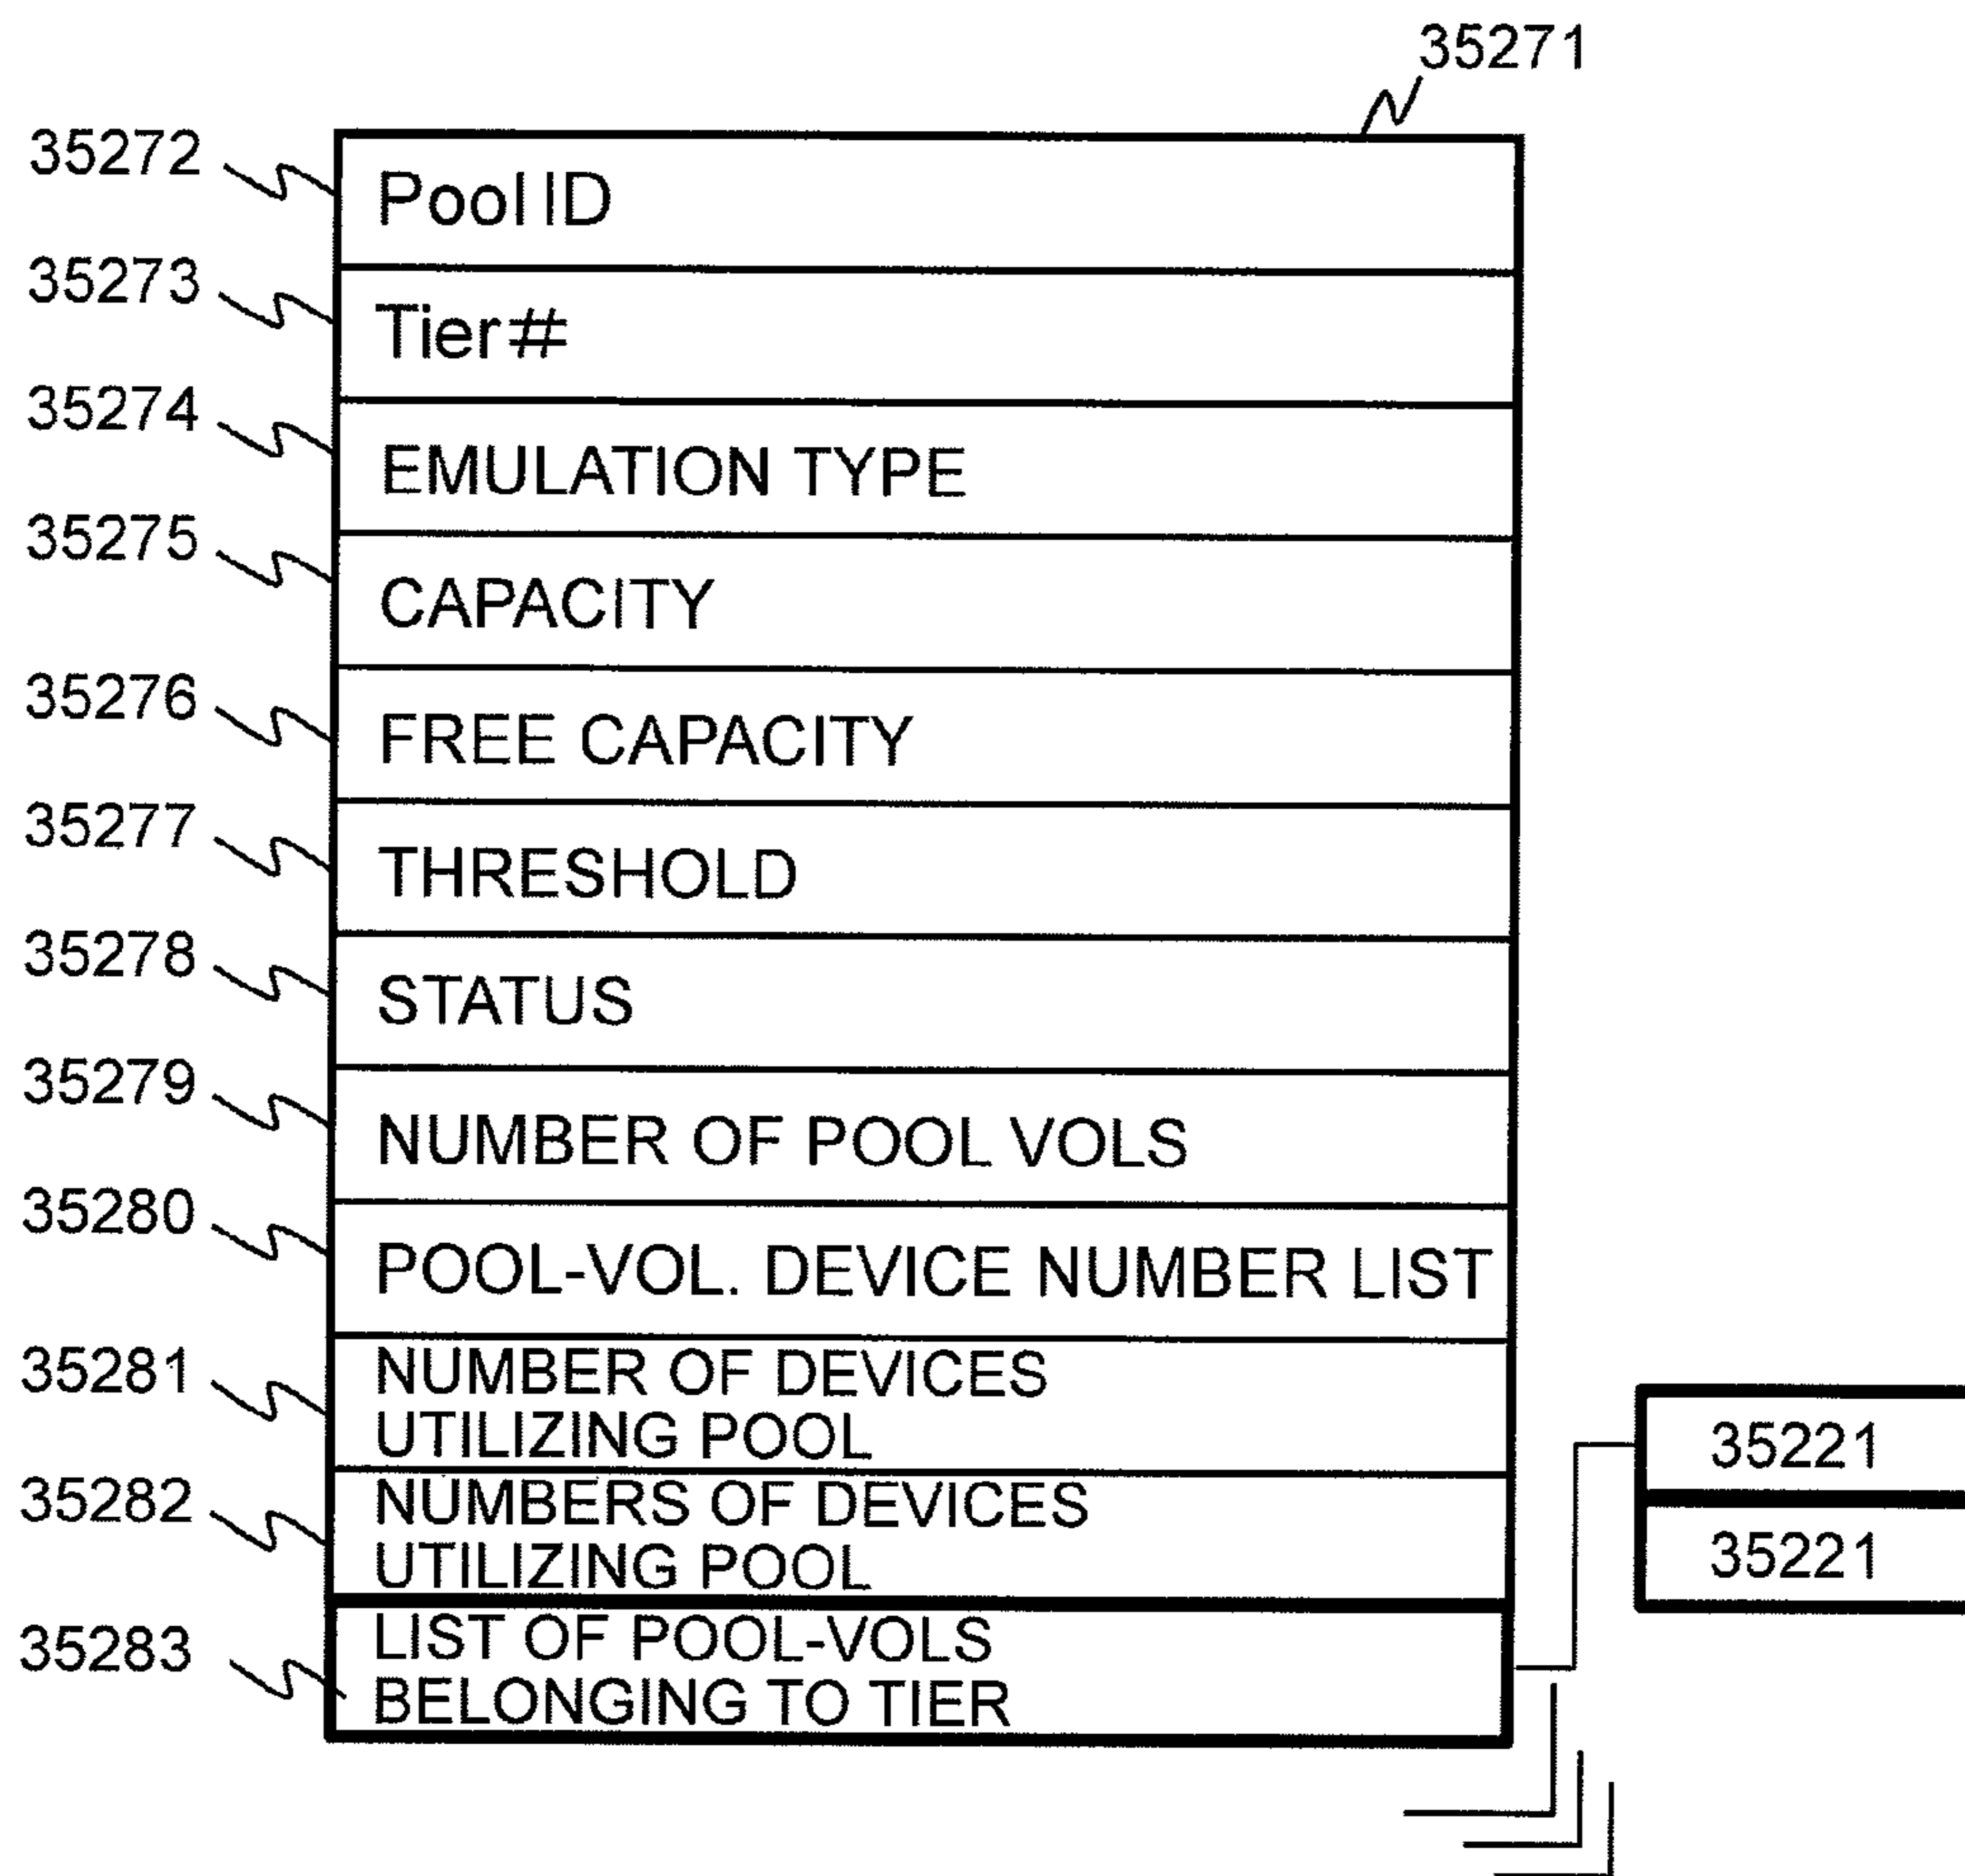 35271
35272
Pool ID
35273
Tier#
35274
EMULATION TYPE
35275
CAPACITY
35276
FREE CAPACITY
35277
THRESHOLD
35278
STATUS
35279
NUMBER OF POOL VOLS
35280
POOL-VOL. DEVICE NUMBER LIST
35281
NUMBER OF DEVICES
UTILIZING POOL
35282
NUMBERS OF DEVICES
UTILIZING POOL
35283
LIST OF POOL-VOLS
BELONGING TO TIER
35221
35221